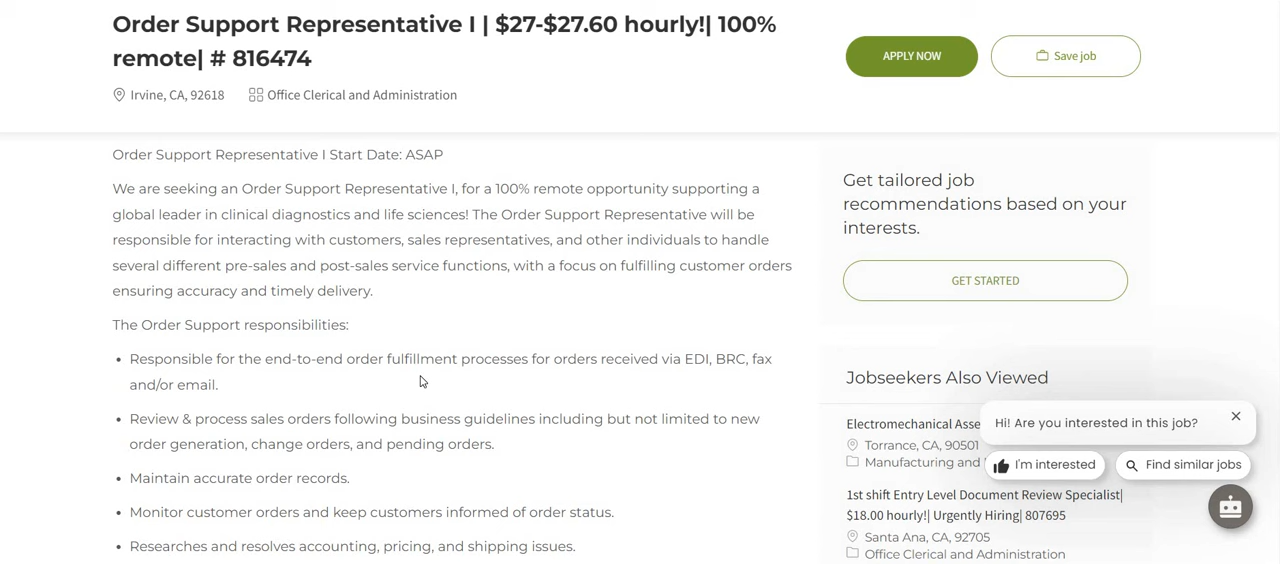 Order Support Representative I | $27-$27.60 hourly!| 100%
remote| # 816474
APPLY NOW
Save job
Irvine, CA, 92618
Office Clerical and Administration
Order Support Representative I Start Date: ASAP
We are seeking an Order Support Representative I, for a 100% remote opportunity supporting a
global leader in clinical diagnostics and life sciences! The Order Support Representative will be
responsible for interacting with customers, sales representatives, and other individuals to handle
several different pre-sales and post-sales service functions, with a focus on fulfilling customer orders
ensuring accuracy and timely delivery.
The Order Support responsibilities:
• Responsible for the end-to-end order fulfillment processes for orders received via EDI, BRC, fax
and/or email.
• Review & process sales orders following business guidelines including but not limited to new
order generation, change orders, and pending orders.
• Maintain accurate order records.
• Monitor customer orders and keep customers informed of order status.
• Researches and resolves accounting, pricing, and shipping issues.
Get tailored job
recommendations based on your
interests.
GET STARTED
Jobseekers Also Viewed
Electromechanical Asse
Torrance, CA, 90501
Manufacturing and
Hi! Are you interested in this job?
I'm interested
Find similar jobs
1st shift Entry Level Document Review Specialist|
$18.00 hourly!| Urgently Hiring| 807695
Santa Ana, CA, 92705
Office Clerical and Administration